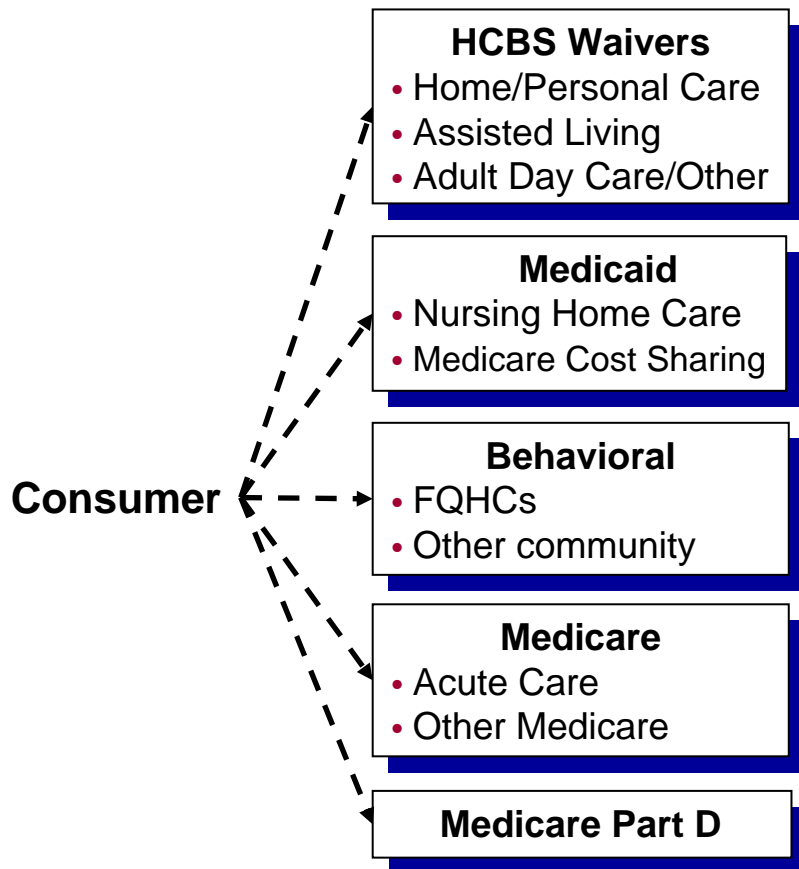 HCBS Waivers
• Home/Personal Care
• Assisted Living
• Adult Day Care/Other
Medicaid
• Nursing Home Care
• Medicare Cost Sharing
Consumer
Behavioral
• FQHCs
• Other community
Medicare
• Acute Care
• Other Medicare
Medicare Part D